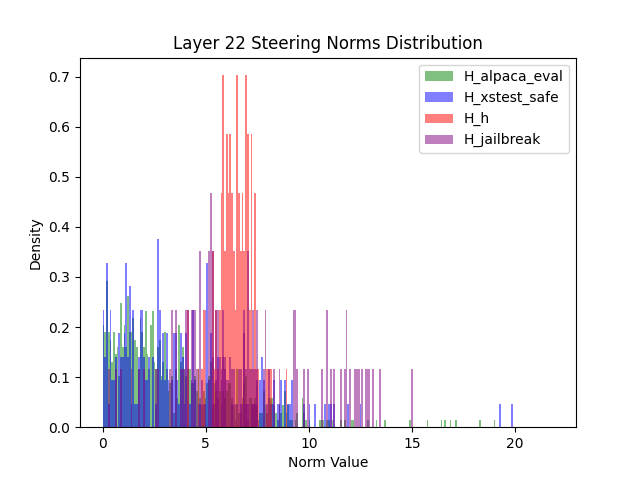 Layer 22 Steering Norms Distribution
H_alpaca_eval
H_xstest_safe
H_h
H_jailbreak
Density
0.7
0.6
0.5
0.4
0.3
0.2
0.1
0.0
0 5 10 15 20
Norm Value